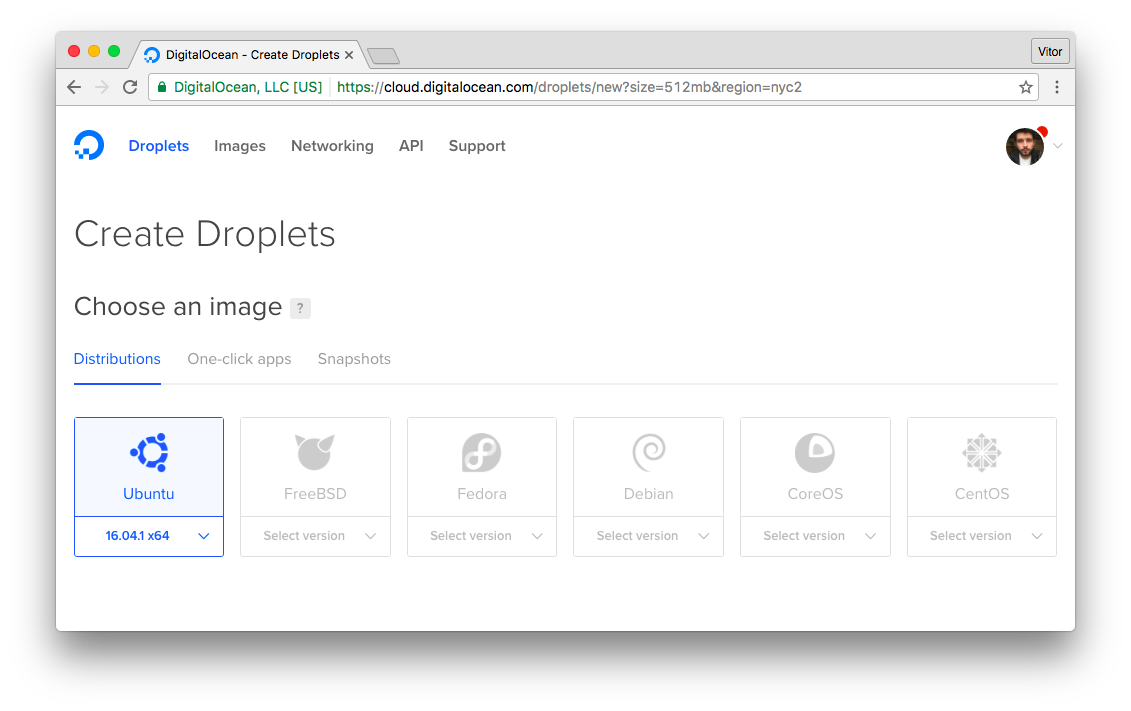 DigitalOcean - Create Droplets
Vitor
DigitalOcean, LLC [US] https://cloud.digitalocean.com/droplets/new?size=512mb&region=nyc2
Droplets Images Networking API Support
Create Droplets
Choose an image ?
Distributions One-click apps Snapshots
Ubuntu FreeBSD Fedora Debian CoreOS CentOS
16.04.1 x64 Select version Select version Select version Select version Select version